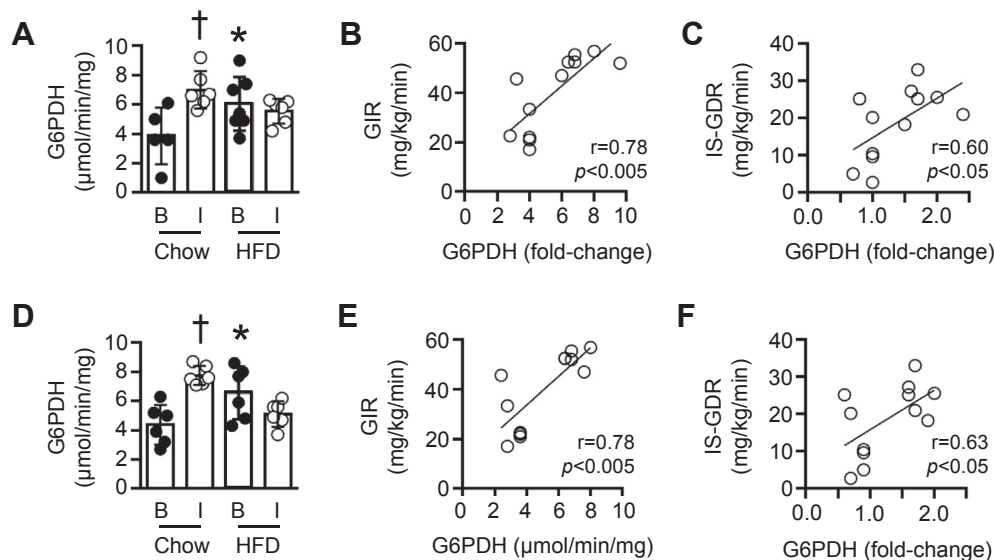 A
†
*
10
8
6
4
2
0
G6PDH
(μmol/min/mg)
B I B I
Chow HFD
B
60
40
20
0
GIR
(mg/kg/min)
r=0.78
p<0.005
0 2 4 6 8 10
G6PDH (fold-change)
C
40
30
20
10
0
IS-GDR
(mg/kg/min)
r=0.60
p<0.05
0.0 1.0 2.0
G6PDH (fold-change)
D
†
*
10
8
6
4
2
0
G6PDH
(μmol/min/mg)
B I B I
Chow HFD
E
60
40
20
0
GIR
(mg/kg/min)
r=0.78
p<0.005
0 2 4 6 8 10
G6PDH (μmol/min/mg)
F
40
30
20
10
0
IS-GDR
(mg/kg/min)
r=0.63
p<0.05
0.0 1.0 2.0
G6PDH (fold-change)